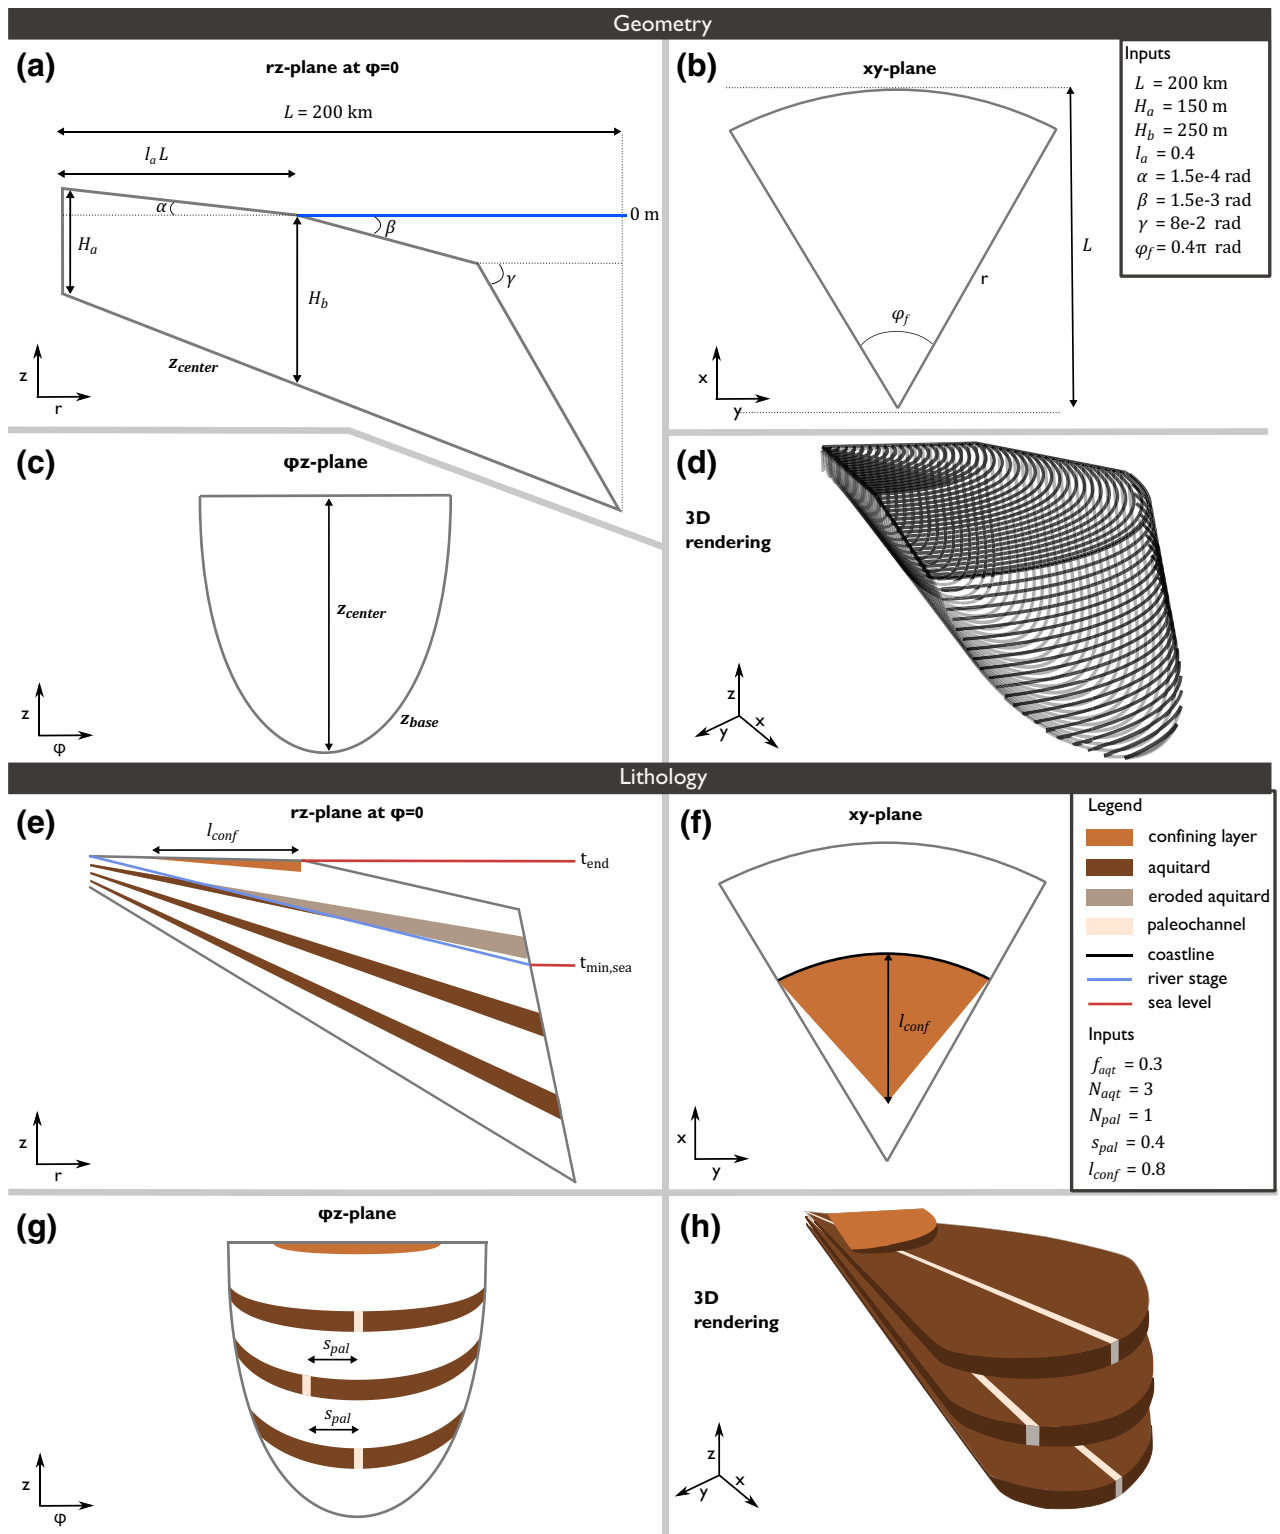 Geometry
(a)
rz-plane at φ=0
L = 200 km
l_a L
α
β
0 m
H_a
H_b
γ
z_center
z
r
(b)
xy-plane
L
r
φ_f
x
y
Inputs
L = 200 km
H_a = 150 m
H_b = 250 m
l_a = 0.4
α = 1.5e-4 rad
β = 1.5e-3 rad
γ = 8e-2 rad
φ_f = 0.4π rad
(c)
φz-plane
z_center
z_base
z
φ
(d)
3D
rendering
z
x
y
Lithology
(e)
rz-plane at φ=0
l_conf
t_end
t_min,sea
z
r
(f)
xy-plane
l_conf
x
y
Legend
confining layer
aquitard
eroded aquitard
paleochannel
coastline
river stage
sea level
Inputs
f_aqt = 0.3
N_aqt = 3
N_pal = 1
s_pal = 0.4
l_conf = 0.8
(g)
φz-plane
s_pal
s_pal
z
φ
(h)
3D
rendering
z
x
y